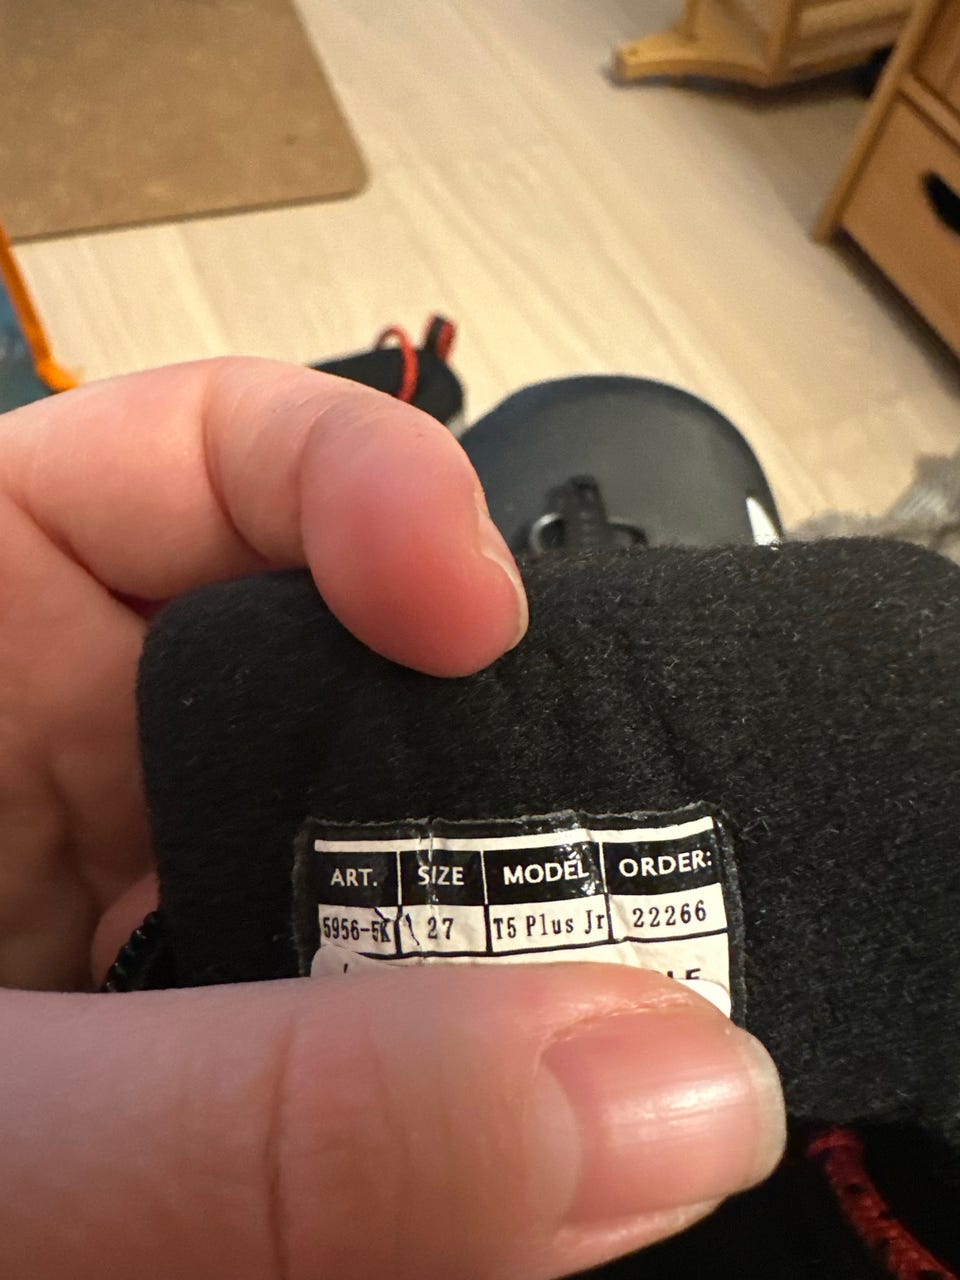 ART. SIZE MODEL ORDER:
5956-5K 27 T5 Plus Jr 22266